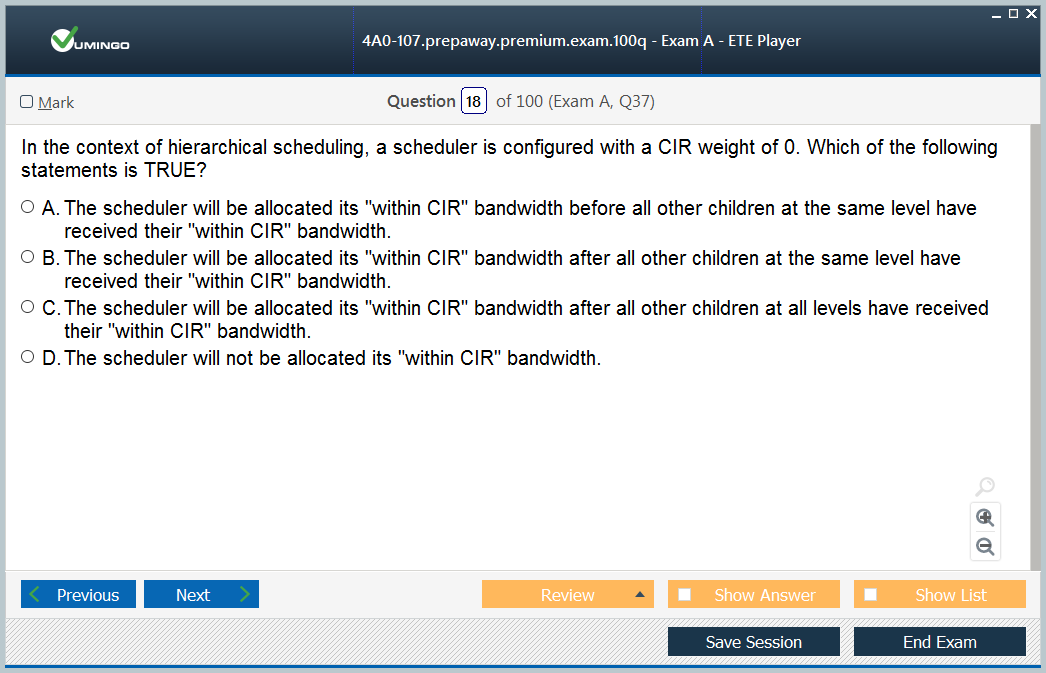 VUMINGO
4A0-107.prepaway.premium.exam.100q - Exam A - ETE Player
Mark
Question 18 of 100 (Exam A, Q37)
In the context of hierarchical scheduling, a scheduler is configured with a CIR weight of 0. Which of the following
statements is TRUE?
A. The scheduler will be allocated its "within CIR" bandwidth before all other children at the same level have
received their "within CIR" bandwidth.
B. The scheduler will be allocated its "within CIR" bandwidth after all other children at the same level have
received their "within CIR" bandwidth.
C. The scheduler will be allocated its "within CIR" bandwidth after all other children at all levels have received
their "within CIR" bandwidth.
D. The scheduler will not be allocated its "within CIR" bandwidth.
Previous
Next
Review
Show Answer
Show List
Save Session
End Exam